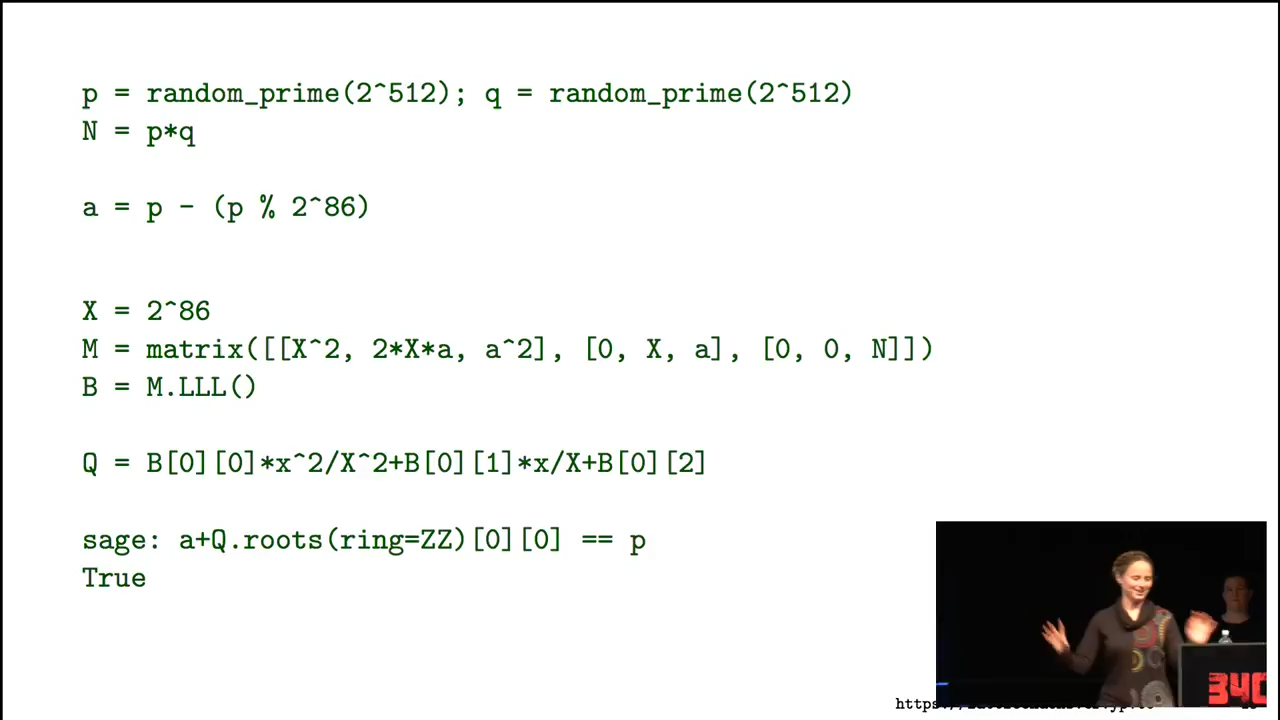 p = random_prime(2^512); q = random_prime(2^512)
N = p*q
a = p - (p % 2^86)
X = 2^86
M = matrix([[X^2, 2*X*a, a^2], [0, X, a], [0, 0, N]])
B = M.LLL()
Q = B[0][0]*x^2/X^2+B[0][1]*x/X+B[0][2]
sage: a+Q.roots(ring=ZZ)[0][0] == p
True
34C